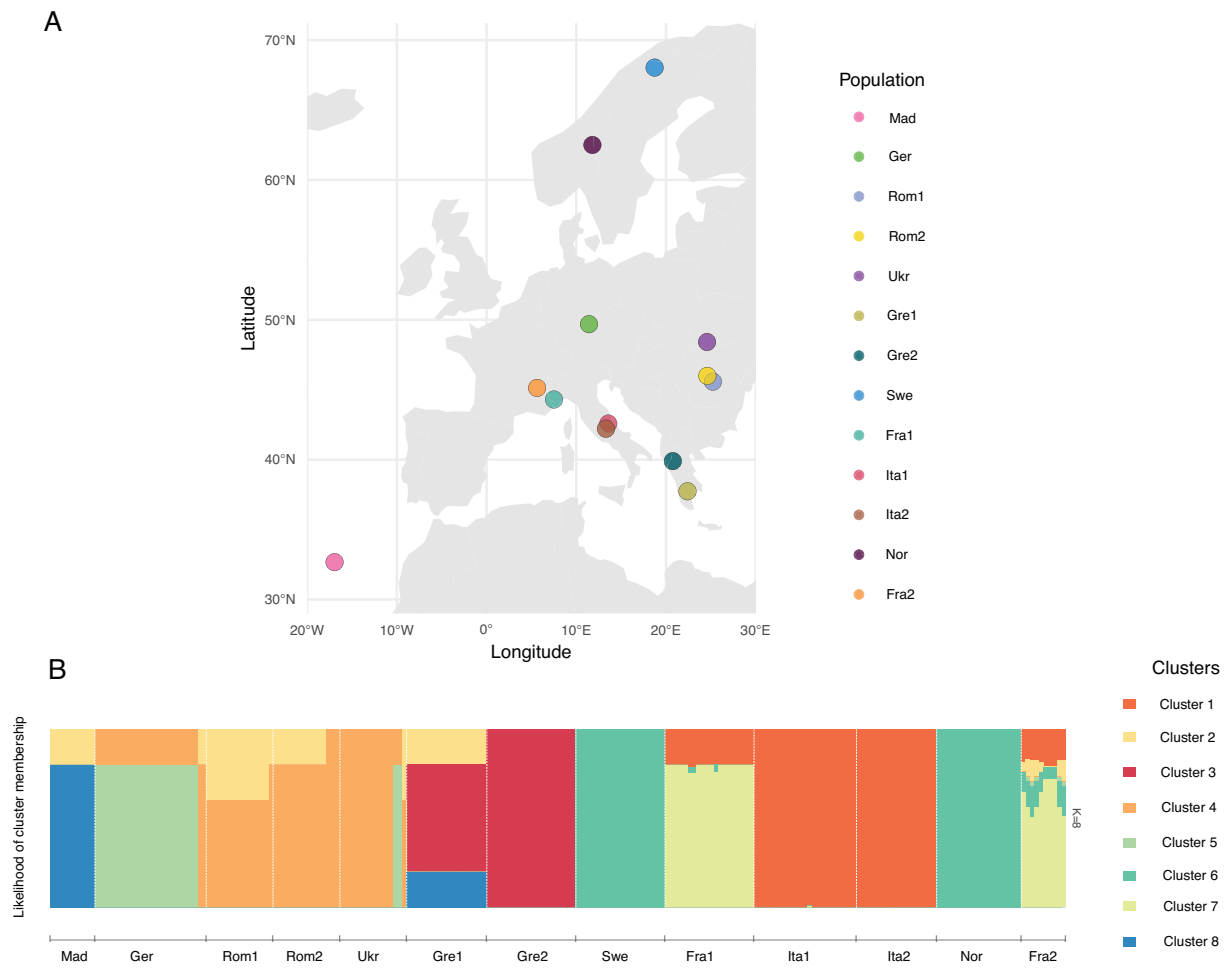 A
70°N
60°N
50°N
40°N
30°N
Latitude
20°W 10°W 0° 10°E 20°E 30°E
Longitude
Population
Mad
Ger
Rom1
Rom2
Ukr
Gre1
Gre2
Swe
Fra1
Ita1
Ita2
Nor
Fra2
B
Likelihood of cluster membership
K=8
Mad Ger Rom1 Rom2 Ukr Gre1 Gre2 Swe Fra1 Ita1 Ita2 Nor Fra2
Clusters
Cluster 1
Cluster 2
Cluster 3
Cluster 4
Cluster 5
Cluster 6
Cluster 7
Cluster 8